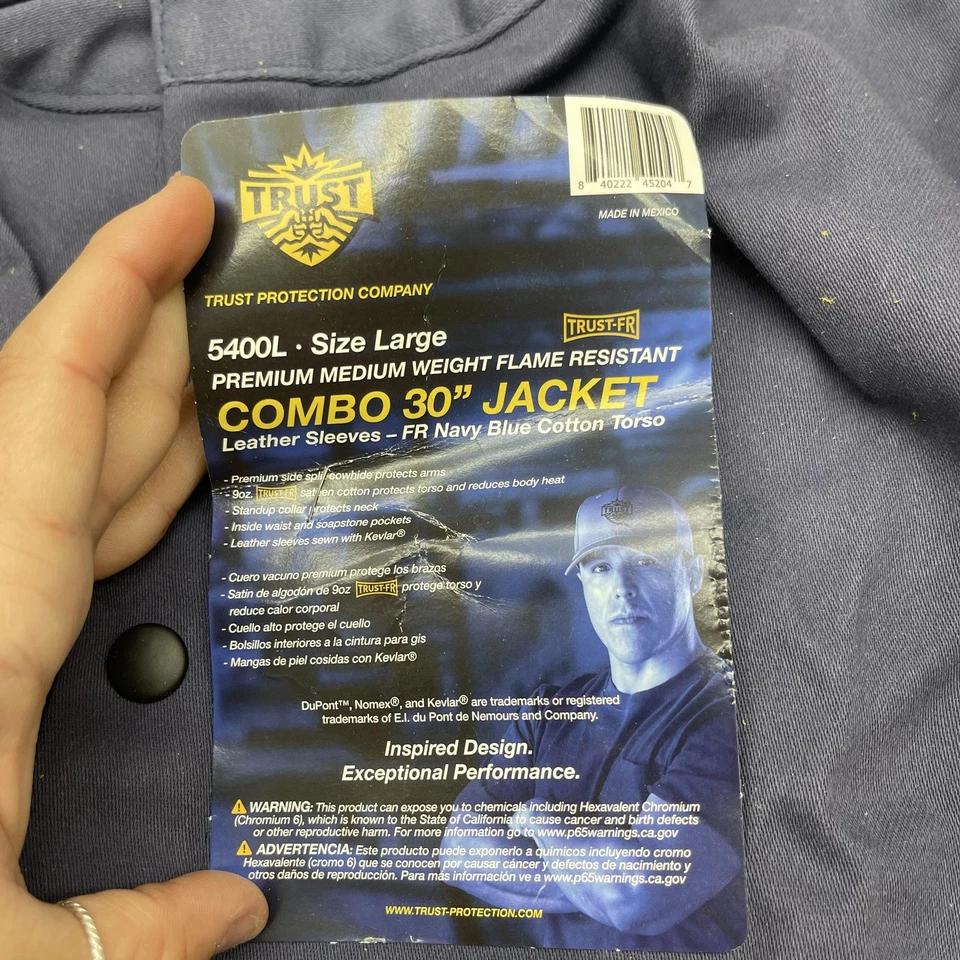 TRUST
8 40222 45204 7
MADE IN MEXICO
TRUST PROTECTION COMPANY
TRUST-FR
5400L · Size Large
PREMIUM MEDIUM WEIGHT FLAME RESISTANT
COMBO 30” JACKET
Leather Sleeves – FR Navy Blue Cotton Torso
- Premium side split cowhide protects arms
- 9oz. TRUST-FR sateen cotton protects torso and reduces body heat
- Standup collar protects neck
- Inside waist and soapstone pockets
- Leather sleeves sewn with Kevlar®
- Cuero vacuno premium protege los brazos
- Satin de algodón de 9oz TRUST-FR protege torso y
reduce calor corporal
- Cuello alto protege el cuello
- Bolsillos interiores a la cintura para gis
- Mangas de piel cosidas con Kevlar®
TRUST
DuPont™, Nomex®, and Kevlar® are trademarks or registered
trademarks of E.I. du Pont de Nemours and Company.
Inspired Design.
Exceptional Performance.
WARNING: This product can expose you to chemicals including Hexavalent Chromium
(Chromium 6), which is known to the State of California to cause cancer and birth defects
or other reproductive harm. For more information go to www.p65warnings.ca.gov
ADVERTENCIA: Este producto puede exponerlo a quimicos incluyendo cromo
Hexavalente (cromo 6) que se conocen por causar cáncer y defectos de nacimiento y
otros daños de reproducción. Para más información ve a www.p65warnings.ca.gov
WWW.TRUST-PROTECTION.COM